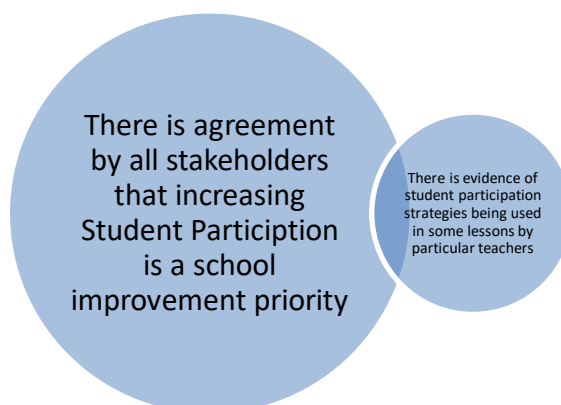 There is agreement
by all stakeholders
that increasing
Student Particiption
is a school
improvement priority
There is evidence of
student participation
strategies being used
in some lessons by
particular teachers